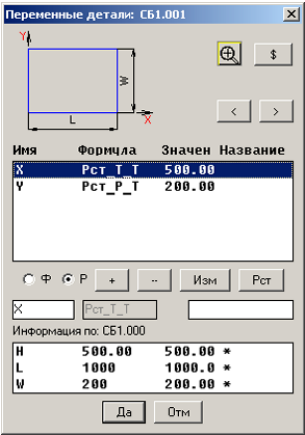 Переменные детали: СБ1.001
Y
W
L
X
$
< >
Имя Формула Значен Название
X Рст_Т_Т 500.00
Y Рст_Р_Т 200.00
Ф Р + -- Изм Рст
X Рст_Т_Т
Информация по: СБ1.000
H 500.00 500.00 *
L 1000 1000.0 *
W 200 200.00 *
Да Отм